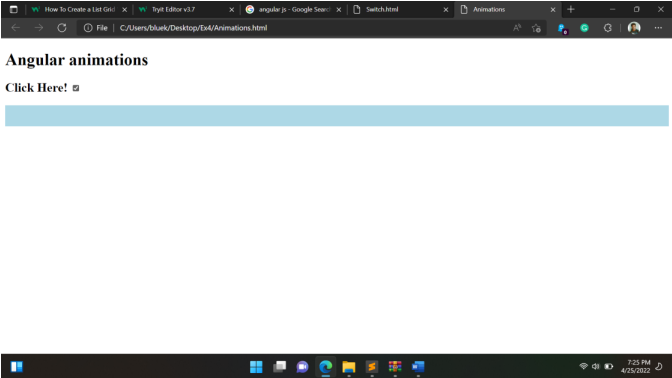 How To Create a List Grid
Tryit Editor v3.7
angular js - Google Searc
Switch.html
Animations
File
C:/Users/bluek/Desktop/Ex4/Animations.html
Angular animations
Click Here!
7:25 PM
4/25/2022